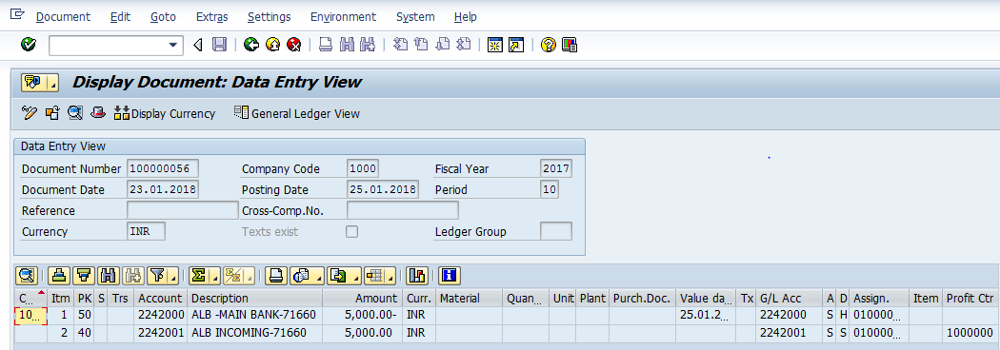 Document Edit Goto Extras Settings Environment System Help
Display Document: Data Entry View
Display Currency General Ledger View
Data Entry View
Document Number 100000056 Company Code 1000 Fiscal Year 2017
Document Date 23.01.2018 Posting Date 25.01.2018 Period 10
Reference Cross-Comp.No.
Currency INR Texts exist Ledger Group
C... Itm PK S Trs Account Description Amount Curr. Material Quan... Unit Plant Purch.Doc. Value da... Tx G/L Acc A D Assign. Item Profit Ctr
10... 1 50 2242000 ALB -MAIN BANK-71660 5,000.00- INR 25.01.2... 2242000 S H 010000...
2 40 2242001 ALB INCOMING-71660 5,000.00 INR 2242001 S S 010000... 1000000